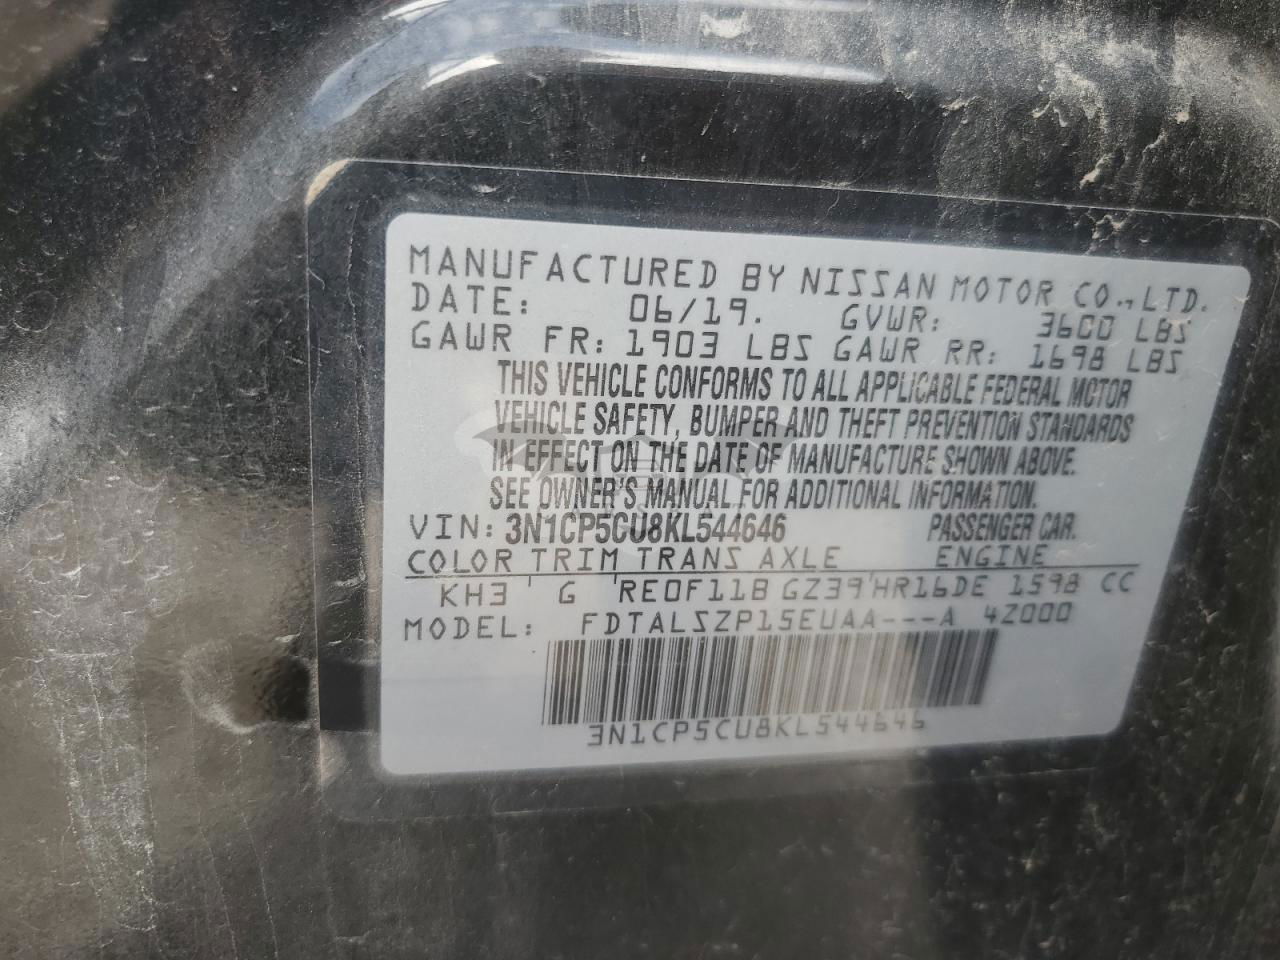 MANUFACTURED BY NISSAN MOTOR CO., LTD.
DATE: 06/19. GVWR: 3600 LBS
GAWR FR: 1903 LBS GAWR RR: 1698 LBS
THIS VEHICLE CONFORMS TO ALL APPLICABLE FEDERAL MOTOR
VEHICLE SAFETY, BUMPER AND THEFT PREVENTION STANDARDS
IN EFFECT ON THE DATE OF MANUFACTURE SHOWN ABOVE.
SEE OWNER'S MANUAL FOR ADDITIONAL INFORMATION.
VIN: 3N1CP5CU8KL544646 PASSENGER CAR.
COLOR TRIM TRANS AXLE ENGINE
KH3 ' G 'RE0F11B GZ39'HR16DE 1598 CC
MODEL: FDTALSZP15EUAA---A 4Z000
3N1CP5CU8KL544646